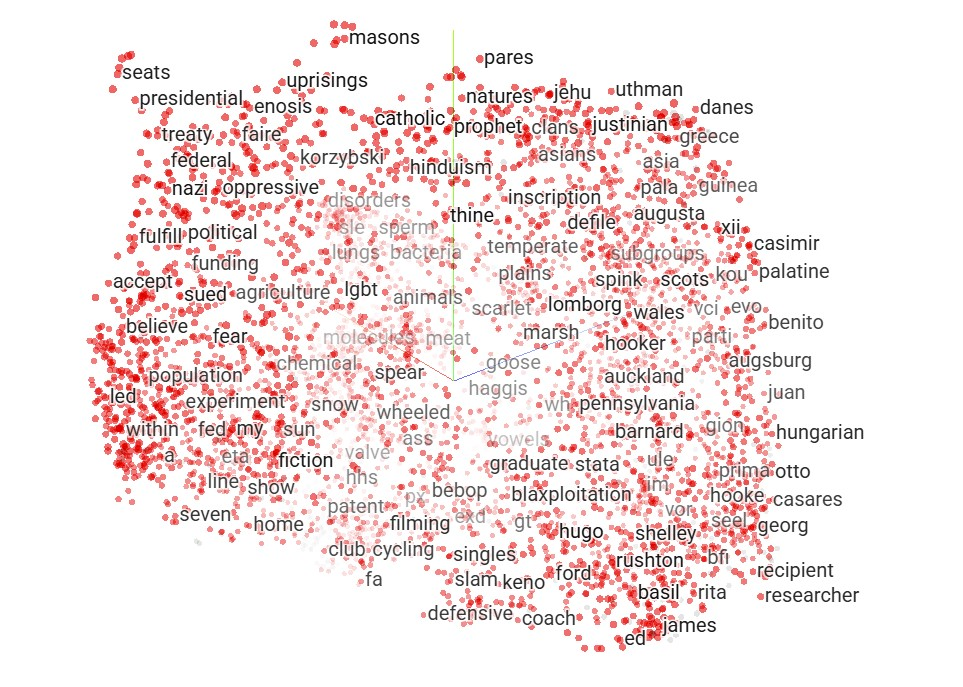 masons
pares
seats
uprisings
presidential
enosis
natures
jehu
uthman
danes
catholic
prophet
clans
justinian
treaty
faire
greece
federal
korzybski
hinduism
asians
asia
nazi
oppressive
disorders
thine
inscription
pala
guinea
fulfill
political
sle
sperm
defile
augusta
xii
lungs
bacteria
temperate
subgroups
casimir
funding
plains
spink
scots
kou
palatine
accept
sued
agriculture
lgbt
animals
scarlet
lomborg
wales
vci
evo
benito
believe
fear
molecules
meat
marsh
hooker
parti
chemical
goose
augsburg
population
spear
haggis
auckland
juan
led
experiment
snow
wheeled
wh
pennsylvania
within
fed
my
sun
ass
vowels
barnard
gion
hungarian
a
eta
fiction
valve
graduate
stata
ule
prima
otto
line
show
hhs
px
bebop
blaxploitation
im
hooke
casares
seven
home
patent
filming
exd
gt
hugo
vor
shelley
seel
georg
club
cycling
singles
rushton
bfi
recipient
fa
slam
keno
ford
basil
rita
researcher
defensive
coach
james
ed